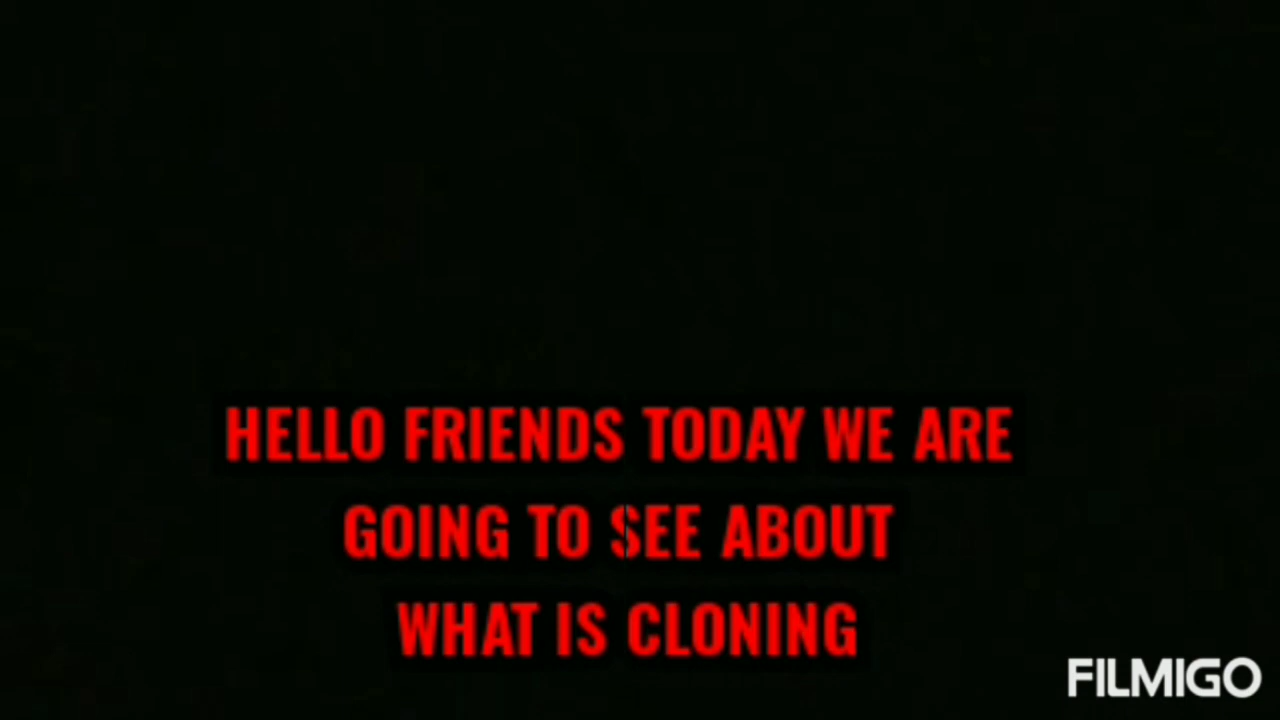 HELLO FRIENDS TODAY WE ARE
GOING TO SEE ABOUT
WHAT IS CLONING
FILMIGO